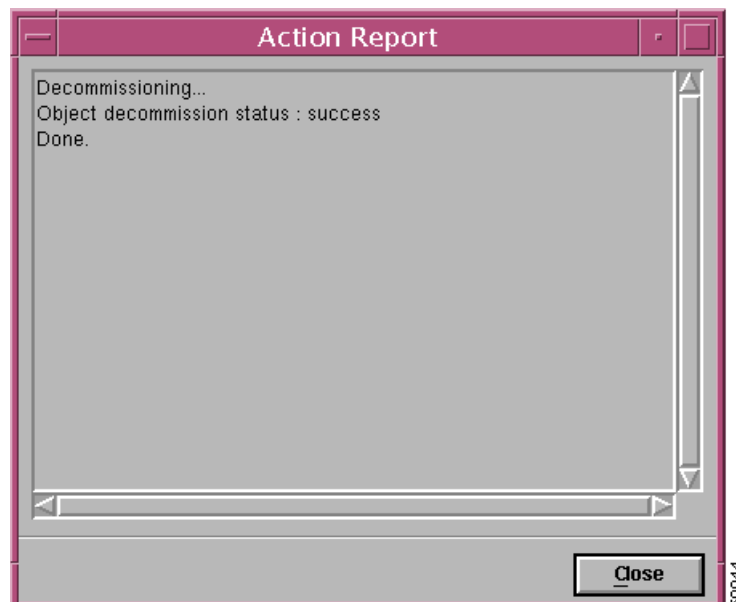 Action Report
Decommissioning...
Object decommission status : success
Done.
Close